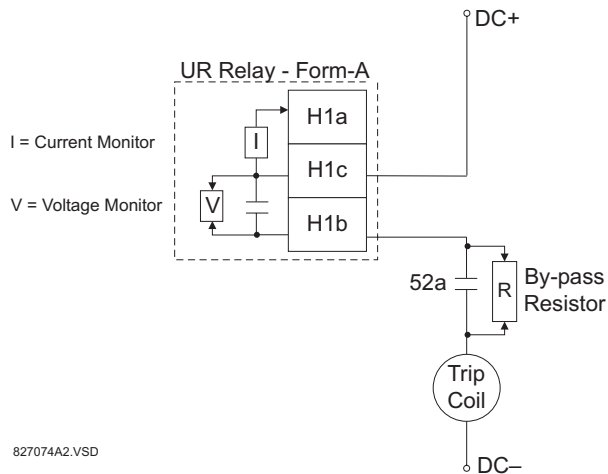 DC+
UR Relay - Form-A
H1a
I = Current Monitor
I
H1c
V = Voltage Monitor
V
H1b
52a
R
By-pass
Resistor
Trip
Coil
827074A2.VSD
DC–